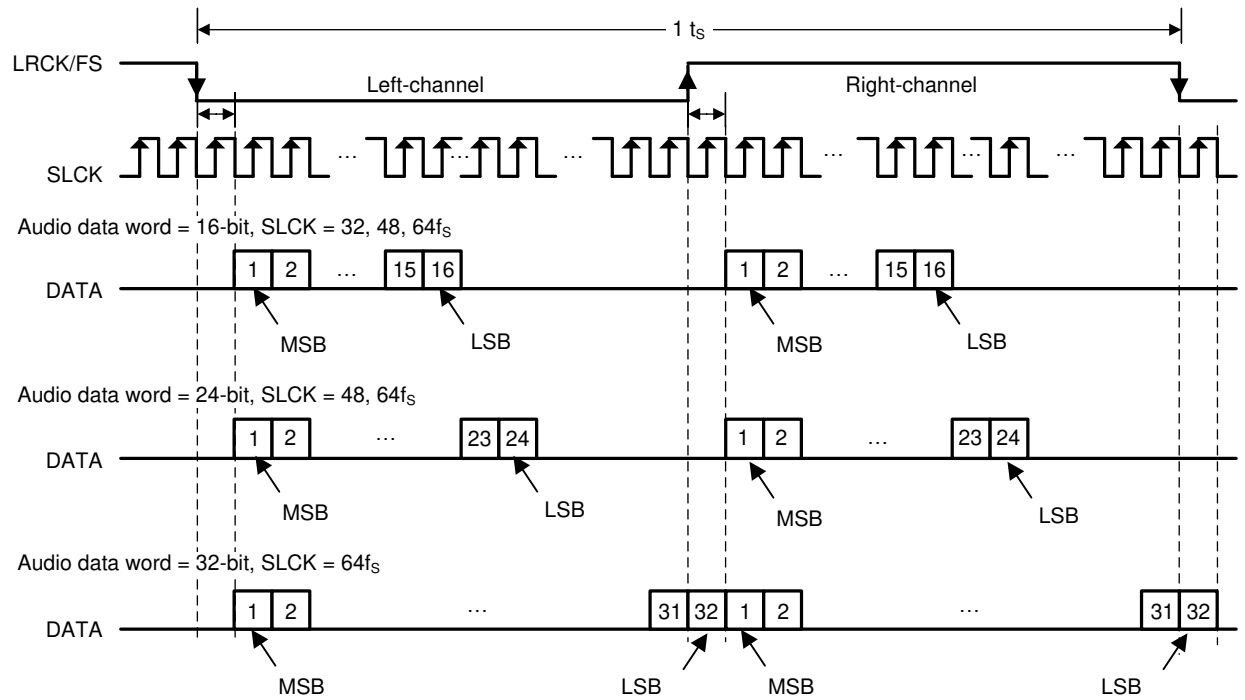 1 tS
LRCK/FS
Left-channel
Right-channel
SLCK
... ... ... ... ... ...
Audio data word = 16-bit, SLCK = 32, 48, 64fS
DATA
1 2 ... 15 16 1 2 ... 15 16
MSB LSB MSB LSB
Audio data word = 24-bit, SLCK = 48, 64fS
DATA
1 2 ... 23 24 1 2 ... 23 24
MSB LSB MSB LSB
Audio data word = 32-bit, SLCK = 64fS
DATA
1 2 ... 31 32 1 2 ... 31 32
MSB LSB MSB LSB